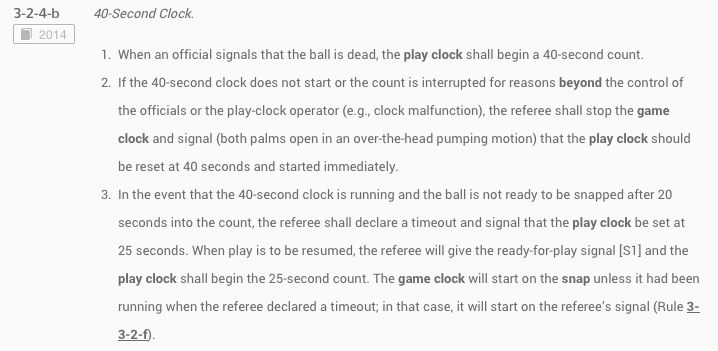 3-2-4-b 40-Second Clock.
2014
1. When an official signals that the ball is dead, the play clock shall begin a 40-second count.
2. If the 40-second clock does not start or the count is interrupted for reasons beyond the control of
the officials or the play-clock operator (e.g., clock malfunction), the referee shall stop the game
clock and signal (both palms open in an over-the-head pumping motion) that the play clock should
be reset at 40 seconds and started immediately.
3. In the event that the 40-second clock is running and the ball is not ready to be snapped after 20
seconds into the count, the referee shall declare a timeout and signal that the play clock be set at
25 seconds. When play is to be resumed, the referee will give the ready-for-play signal [S1] and the
play clock shall begin the 25-second count. The game clock will start on the snap unless it had been
running when the referee declared a timeout; in that case, it will start on the referee's signal (Rule 3-
3-2-f).